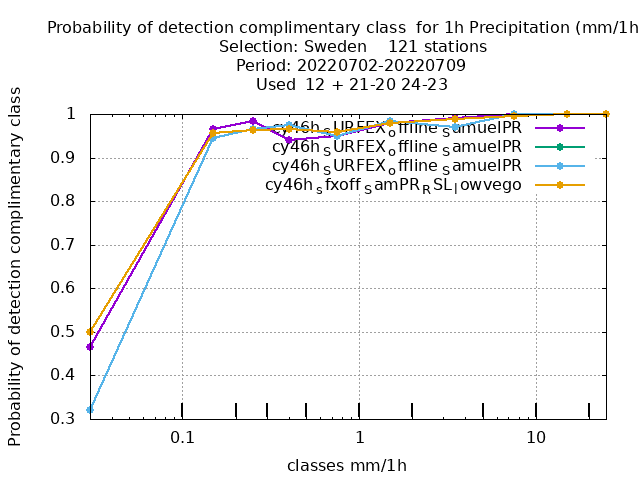 Probability of detection complimentary class  for 1h Precipitation (mm/1h
Selection: Sweden    121 stations
Period: 20220702-20220709
Used  12 + 21-20 24-23
Probability of detection complimentary class
1
0.9
0.8
0.7
0.6
0.5
0.4
0.3
cy46h_SURFEX_offline_SamuelPR
cy46h_SURFEX_offline_SamuelPR
cy46h_SURFEX_offline_SamuelPR
cy46h_sfxoff_SamPR_RSL_lowvego
0.1
1
10
classes mm/1h